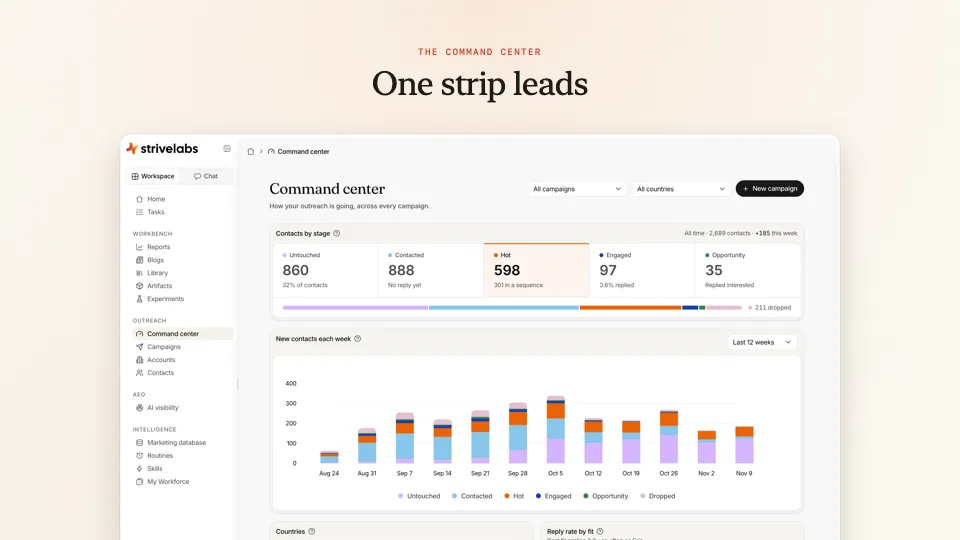 THE COMMAND CENTER
One strip leads
strivelabs
Workspace
Chat
Home
Tasks
WORKBENCH
Reports
Blogs
Library
Artifacts
Experiments
OUTREACH
Command center
Campaigns
Accounts
Contacts
AEO
AI visibility
INTELLIGENCE
Marketing database
Routines
Skills
My Workforce
Command center
Command center
How your outreach is going, across every campaign.
All campaigns
All countries
+ New campaign
Contacts by stage
All time · 2,689 contacts · +185 this week
Untouched
860
32% of contacts
Contacted
888
No reply yet
Hot
598
301 in a sequence
Engaged
97
3.6% replied
Opportunity
35
Replied interested
211 dropped
New contacts each week
Last 12 weeks
400
300
200
100
0
Aug 24 Aug 31 Sep 7 Sep 14 Sep 21 Sep 28 Oct 5 Oct 12 Oct 19 Oct 26 Nov 2 Nov 9
Untouched Contacted Hot Engaged Opportunity Dropped
Countries
Reply rate by fit